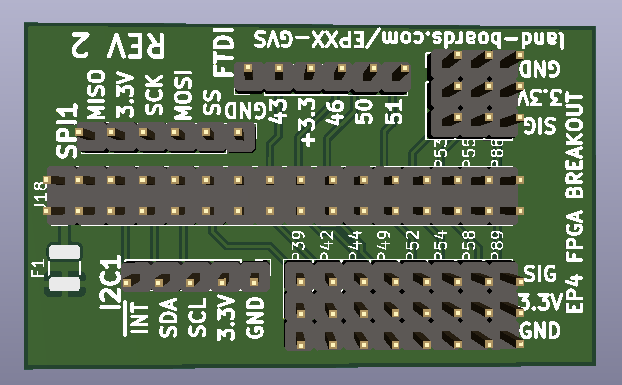 REV 2
land-boards.com/EPXX-GVS
FTDI
GND
3.3V
SIG
SPI1
MISO
3.3V
SCK
MOSI
SS
GND
43
+3.3
46
50
51
P53
P55
P86
J18
P39
P42
P44
P49
P52
P54
P58
P89
F1
I2C1
INT
SDA
SCL
3.3V
GND
SIG
3.3V
GND
EP4 FPGA BREAKOUT